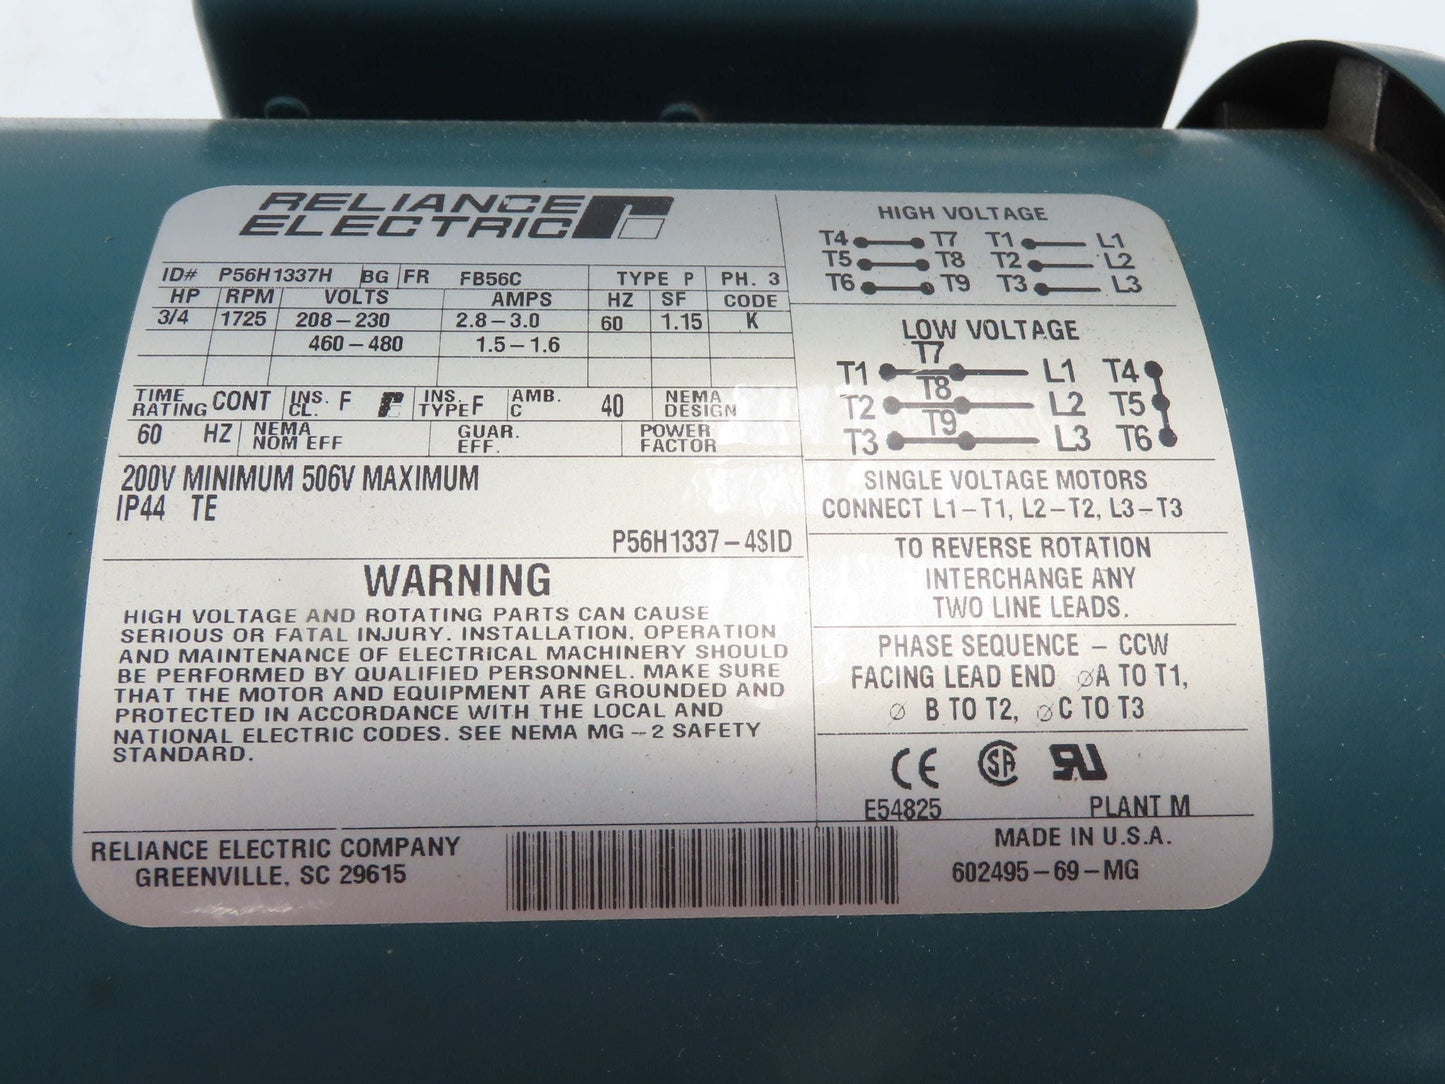 RELIANCE
ELECTRIC
ID# P56H1337H BG FR FB56C TYPE P PH. 3
HP RPM VOLTS AMPS HZ SF CODE
3/4 1725 208-230 2.8-3.0 60 1.15 K
460-480 1.5-1.6
TIME RATING CONT INS. CL. F INS. TYPE F AMB. C 40 NEMA DESIGN
60 HZ NEMA NOM EFF GUAR. EFF. POWER FACTOR
200V MINIMUM 506V MAXIMUM
IP44 TE
P56H1337-4SID
WARNING
HIGH VOLTAGE AND ROTATING PARTS CAN CAUSE
SERIOUS OR FATAL INJURY. INSTALLATION, OPERATION
AND MAINTENANCE OF ELECTRICAL MACHINERY SHOULD
BE PERFORMED BY QUALIFIED PERSONNEL. MAKE SURE
THAT THE MOTOR AND EQUIPMENT ARE GROUNDED AND
PROTECTED IN ACCORDANCE WITH THE LOCAL AND
NATIONAL ELECTRIC CODES. SEE NEMA MG-2 SAFETY
STANDARD.
RELIANCE ELECTRIC COMPANY
GREENVILLE, SC 29615
HIGH VOLTAGE
T4 T7 T1 L1
T5 T8 T2 L2
T6 T9 T3 L3
LOW VOLTAGE
T7
T1 L1 T4
T8
T2 L2 T5
T9
T3 L3 T6
SINGLE VOLTAGE MOTORS
CONNECT L1-T1, L2-T2, L3-T3
TO REVERSE ROTATION
INTERCHANGE ANY
TWO LINE LEADS.
PHASE SEQUENCE - CCW
FACING LEAD END ∅A TO T1,
∅ B TO T2, ∅C TO T3
CE SA RU
E54825 PLANT M
MADE IN U.S.A.
602495-69-MG